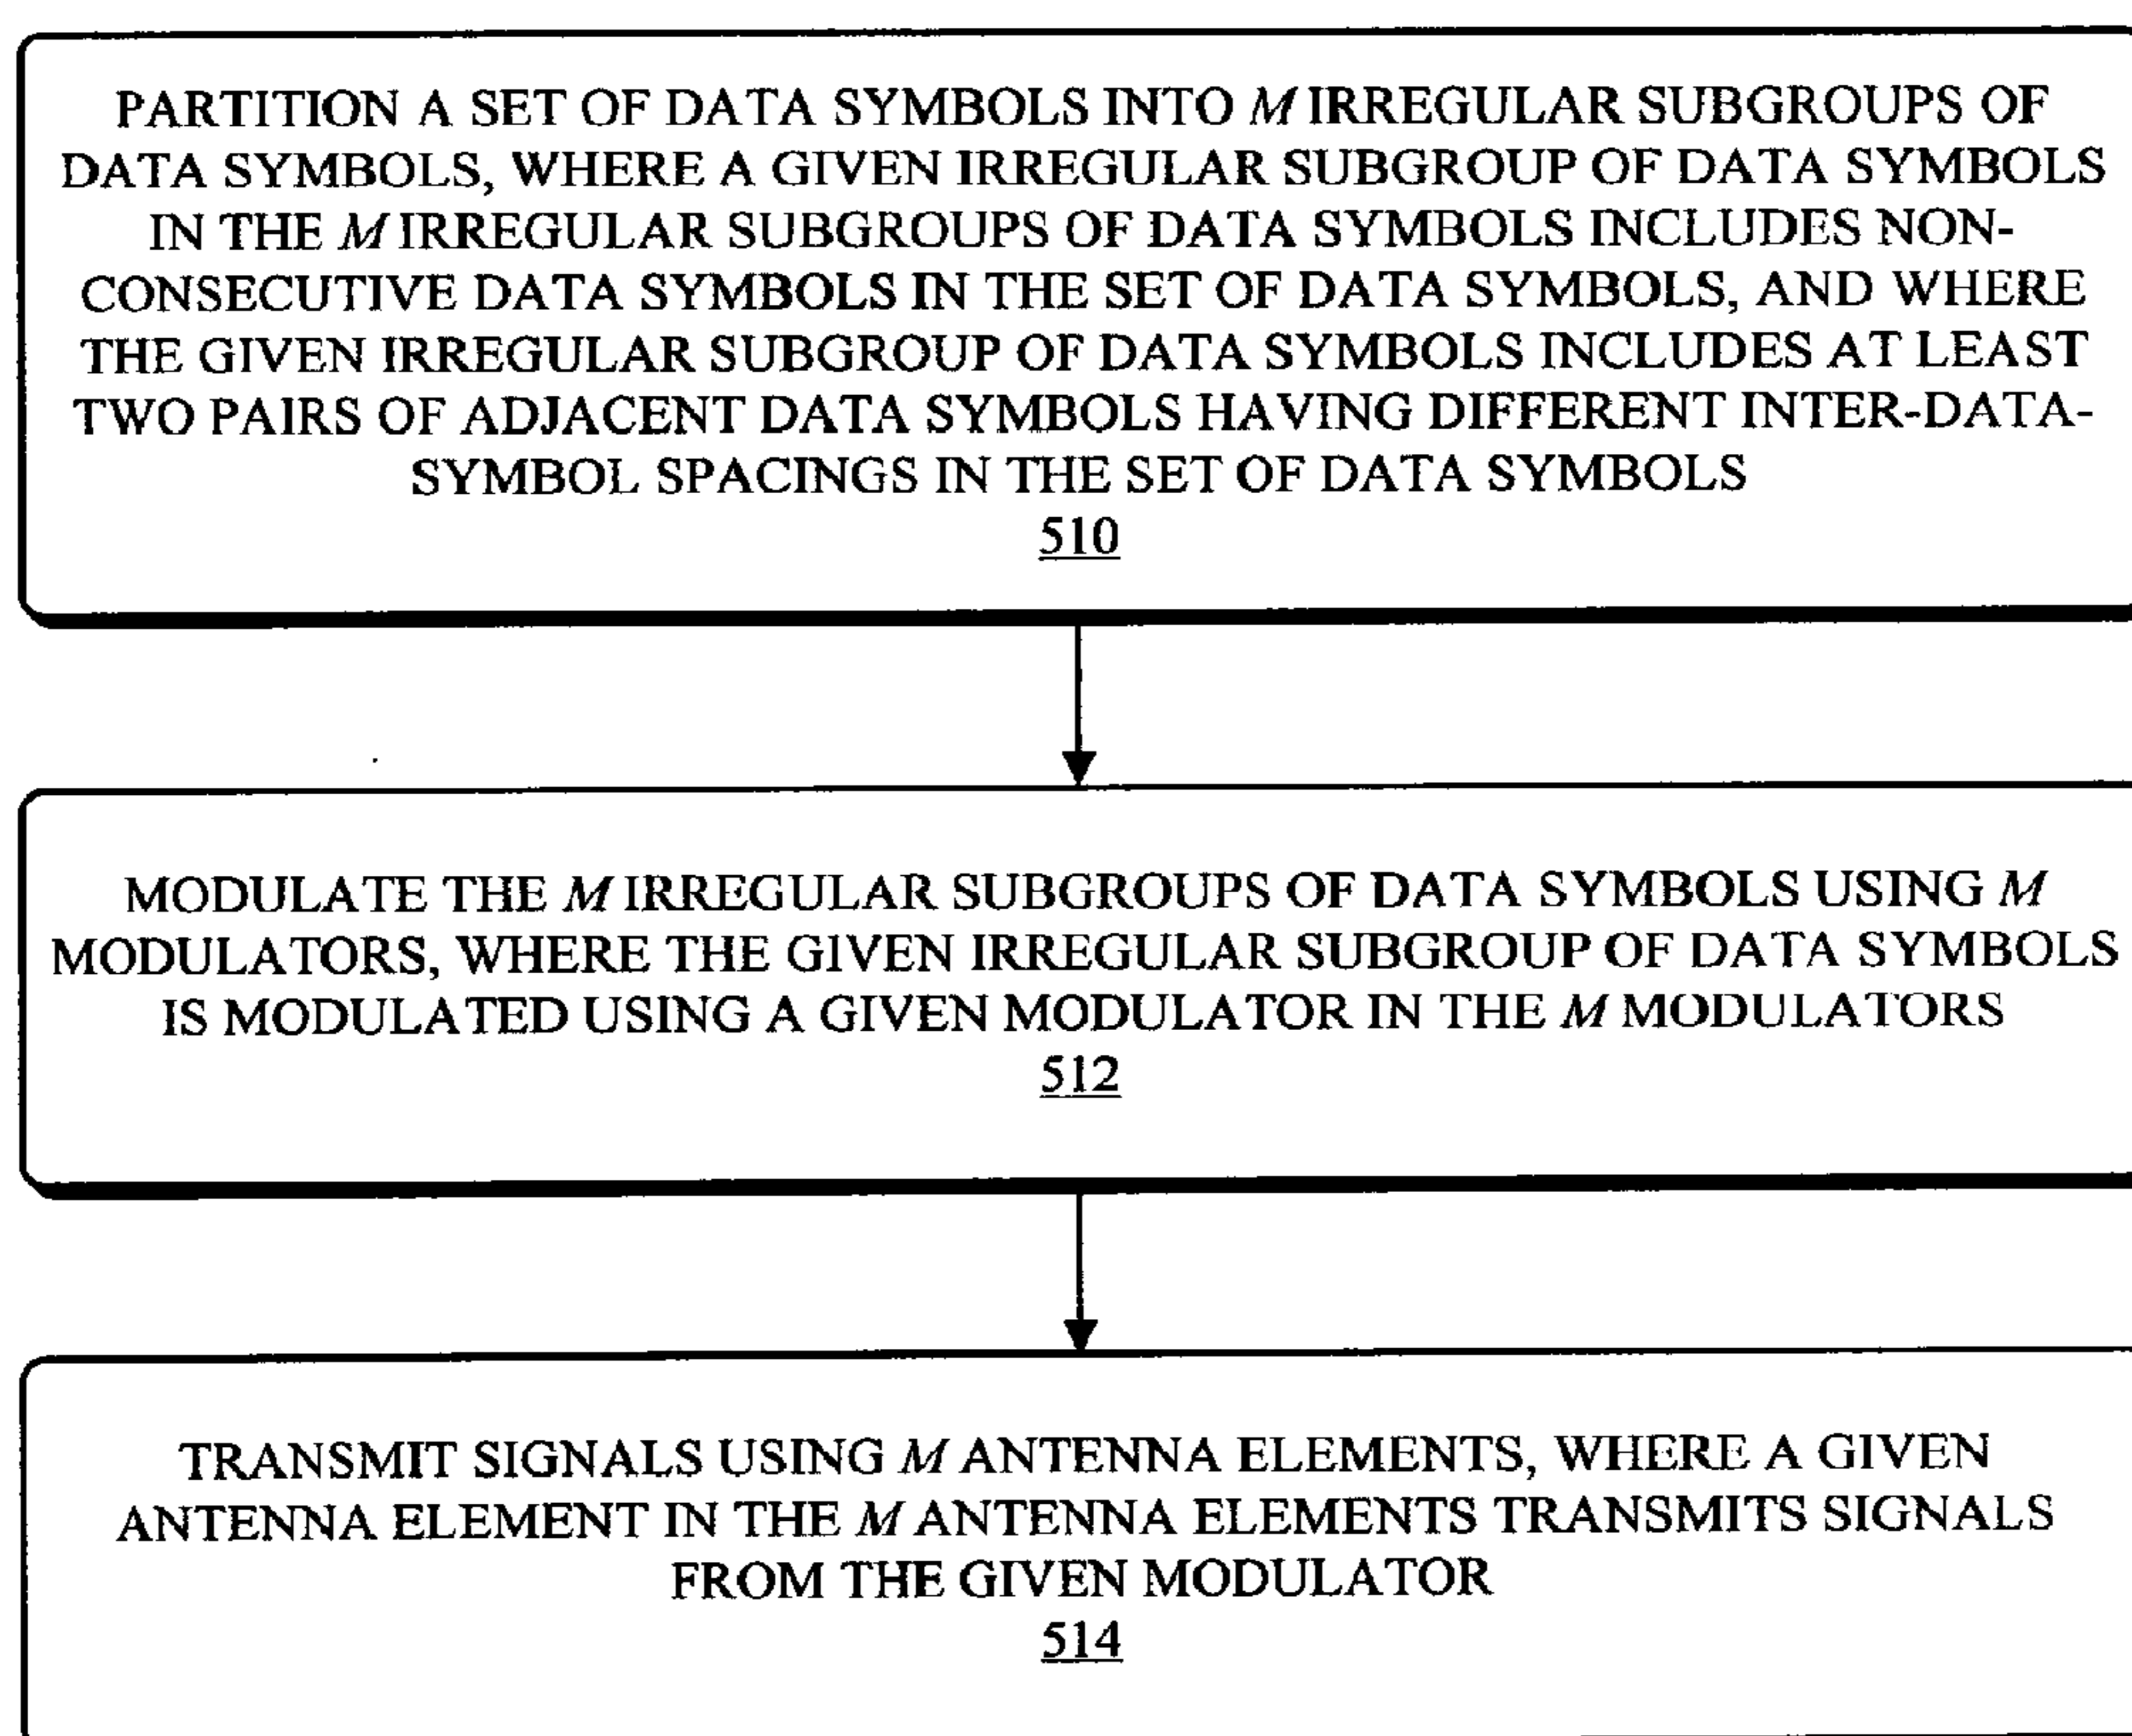 PARTITION A SET OF DATA SYMBOLS INTO M IRREGULAR SUBGROUPS OF
DATA SYMBOLS, WHERE A GIVEN IRREGULAR SUBGROUP OF DATA SYMBOLS
IN THE M IRREGULAR SUBGROUPS OF DATA SYMBOLS INCLUDES NON-
CONSECUTIVE DATA SYMBOLS IN THE SET OF DATA SYMBOLS, AND WHERE
THE GIVEN IRREGULAR SUBGROUP OF DATA SYMBOLS INCLUDES AT LEAST
TWO PAIRS OF ADJACENT DATA SYMBOLS HAVING DIFFERENT INTER-DATA-
SYMBOL SPACINGS IN THE SET OF DATA SYMBOLS
510
MODULATE THE M IRREGULAR SUBGROUPS OF DATA SYMBOLS USING M
MODULATORS, WHERE THE GIVEN IRREGULAR SUBGROUP OF DATA SYMBOLS
IS MODULATED USING A GIVEN MODULATOR IN THE M MODULATORS
512
TRANSMIT SIGNALS USING M ANTENNA ELEMENTS, WHERE A GIVEN
ANTENNA ELEMENT IN THE M ANTENNA ELEMENTS TRANSMITS SIGNALS
FROM THE GIVEN MODULATOR
514